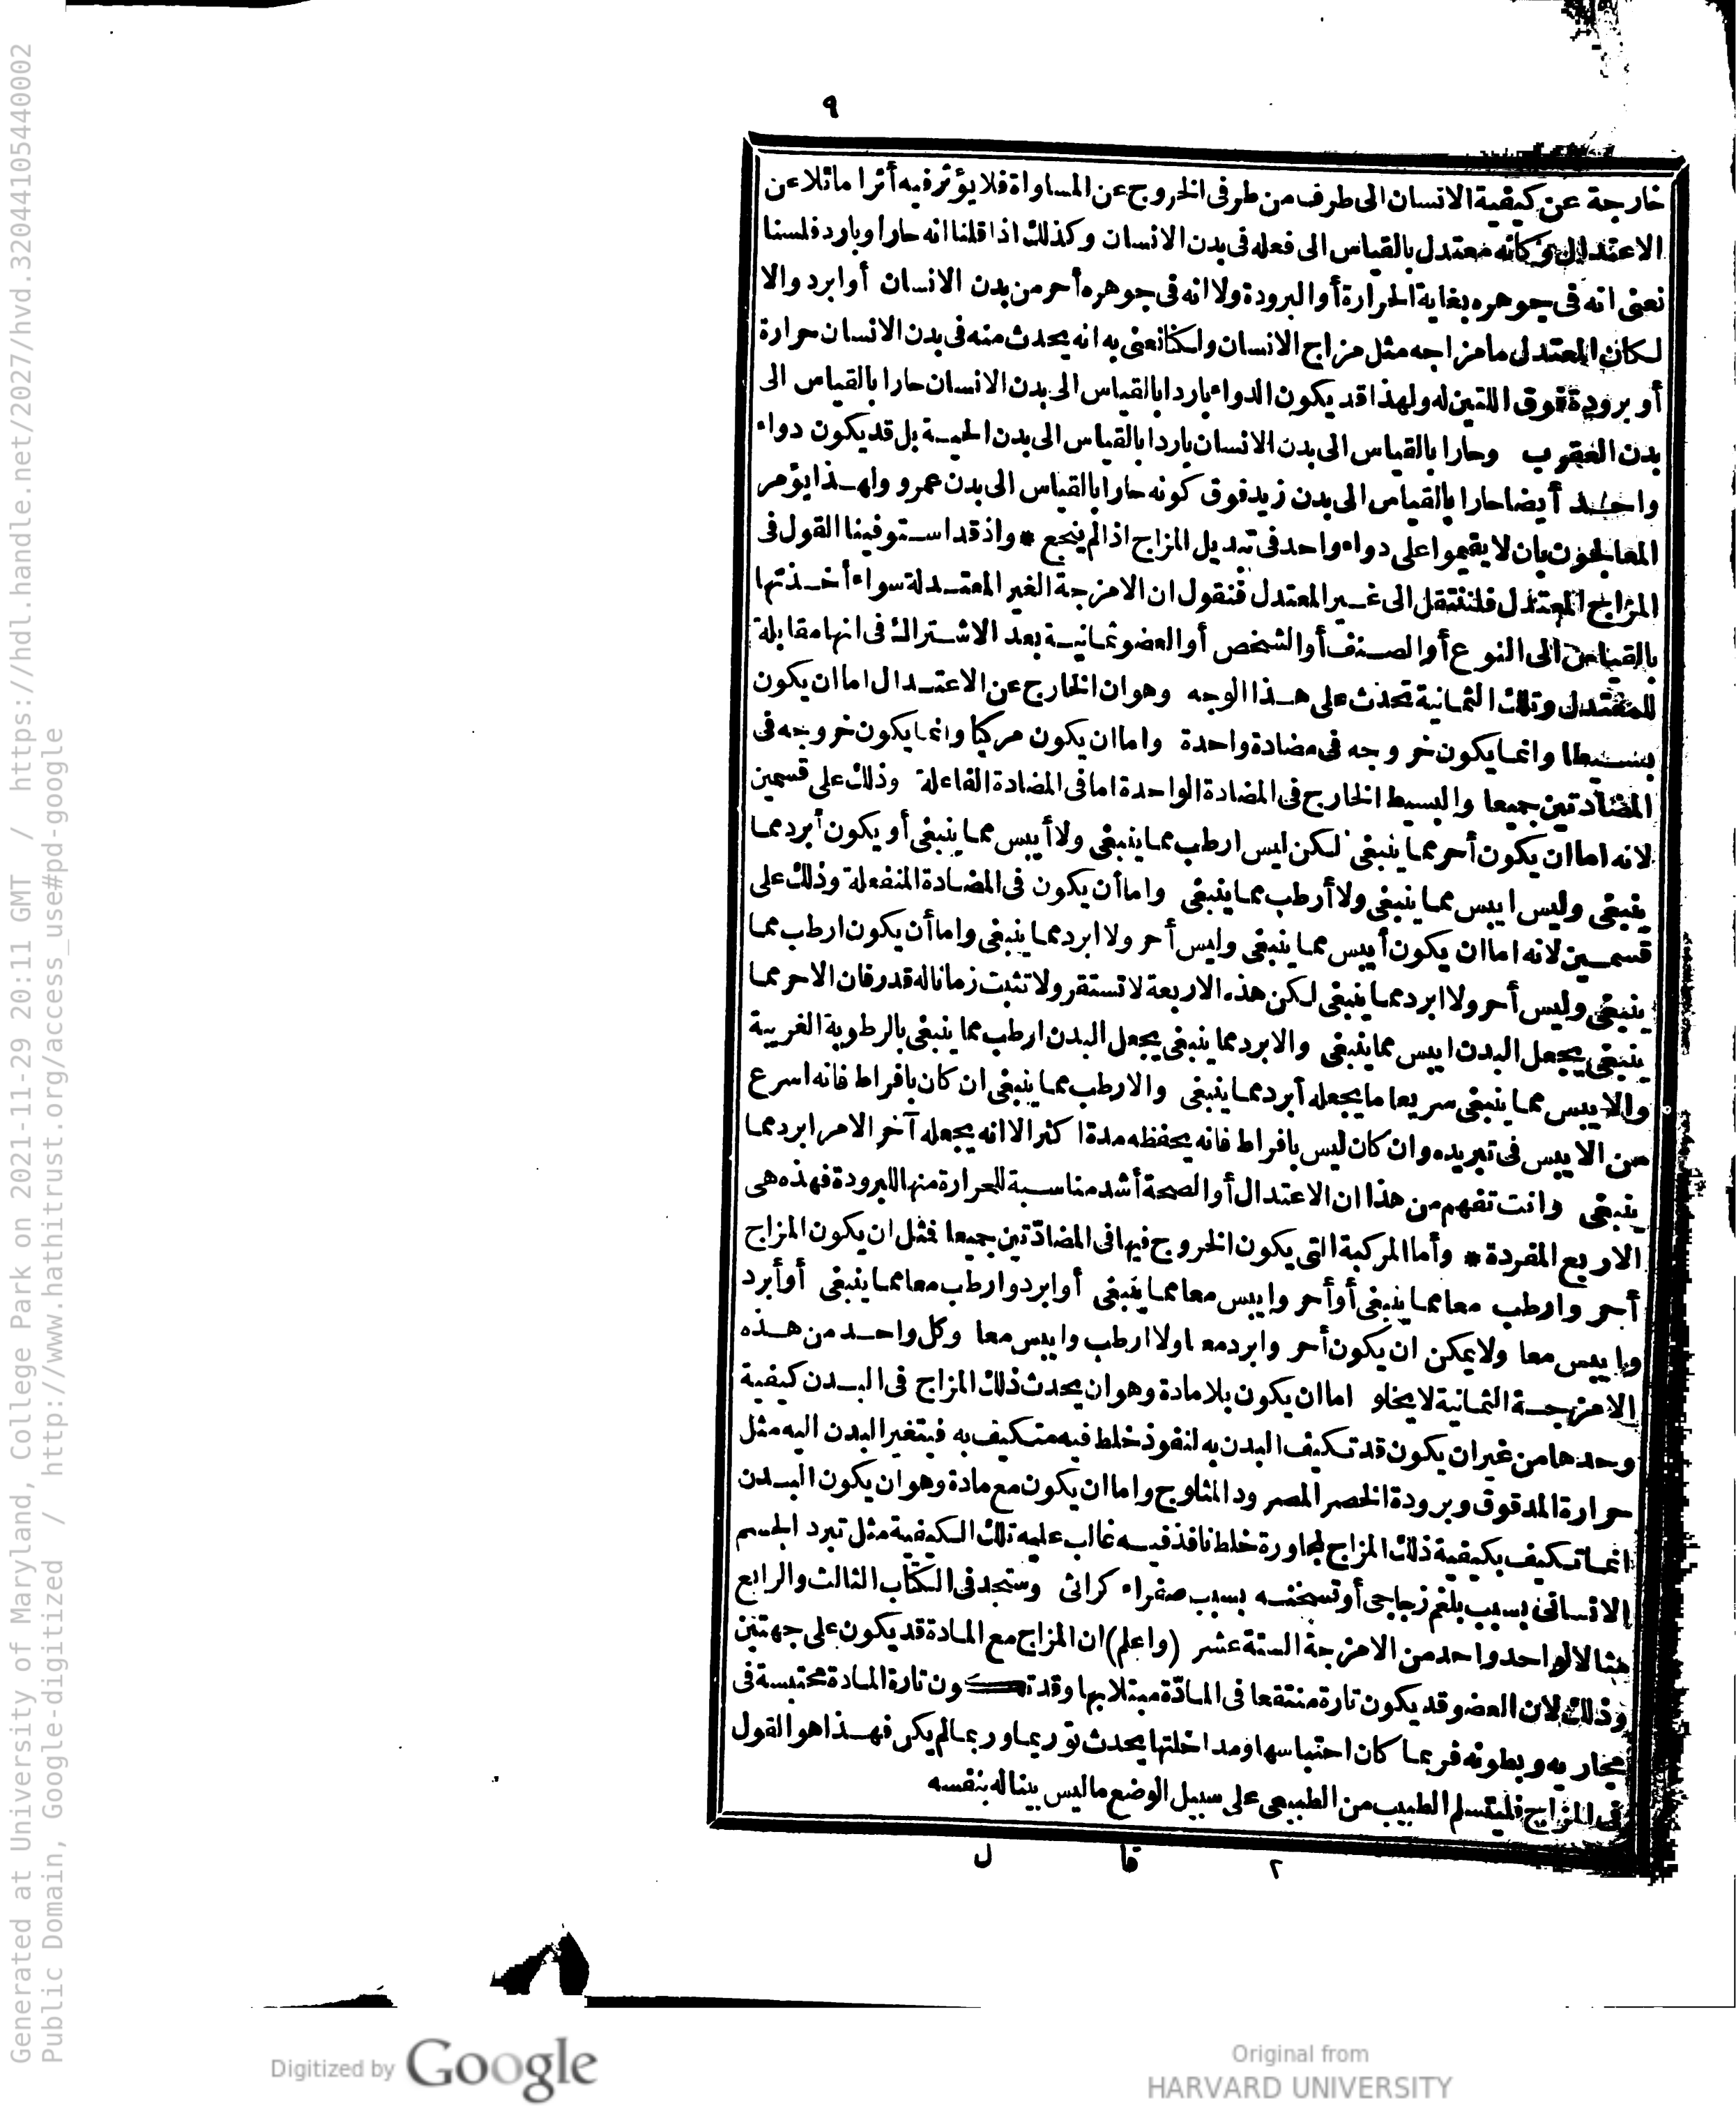 ٩
خارجة عن كيفية الانسان الى طرف من طرفى الخروج عن المساواة فلا يؤثر فيه أثرا مائلا عن
الاعتدال وكأنه معتدل بالقياس الى فعله فى بدن الانسان وكذلك اذا قلنا انه حارا وبارد فلسنا
نعنى انه فى جوهره بغاية الحرارة أو البرودة ولا انه فى جوهره أحر من بدن الانسان أو ابرد والا
لكان المعتدل ما مزاجه مثل مزاج الانسان ولكنا نعنى به انه يحدث منه فى بدن الانسان حرارة
أو برودة فوق اللتين له ولهذا قد يكون الدواء باردا بالقياس الى بدن الانسان حارا بالقياس الى
بدن العقرب وحارا بالقياس الى بدن الانسان باردا بالقياس الى بدن الحية بل قد يكون دواء
واحد أيضا حارا بالقياس الى بدن زيد فوق كونه حارا بالقياس الى بدن عمرو ولهذا يؤمر
المعالجون بان لا يقيموا على دواء واحد فى تبديل المزاج اذا لم ينجع * واذ قد استوفينا القول فى
المزاج المعتدل فلننتقل الى غير المعتدل فنقول ان الامزجة الغير المعتدلة سواء أخذتها
بالقياس الى النوع أو الصنف أو الشخص أو العضو ثمانية بعد الاشتراك فى انها مقابلة
للمعتدل وتلك الثمانية تحدث على هذا الوجه وهو ان الخارج عن الاعتدال اما ان يكون
بسيطا وانما يكون خروجه فى مضادة واحدة واما ان يكون مركبا وانما يكون خروجه فى
المضادتين جميعا والبسيط الخارج فى المضادة الواحدة اما فى المضادة الفاعلة وذلك على قسمين
لانه اما ان يكون أحر مما ينبغى لكن ليس ارطب مما ينبغى ولا أيبس مما ينبغى أو يكون أبرد مما
ينبغى وليس ايبس مما ينبغى ولا أرطب مما ينبغى واما أن يكون فى المضادة المنفعلة وذلك على
قسمين لانه اما ان يكون أيبس مما ينبغى وليس أحر ولا ابرد مما ينبغى واما أن يكون ارطب مما
ينبغى وليس أحر ولا ابرد مما ينبغى لكن هذه الاربعة لا تستقر ولا تثبت زمانا له قدر فان الاحر مما
ينبغى يجعل البدن ايبس مما ينبغى والابرد مما ينبغى يجعل البدن ارطب مما ينبغى بالرطوبة الغريبة
والايبس مما ينبغى سريعا ما يجعله أبرد مما ينبغى والارطب مما ينبغى ان كان بافراط فانه اسرع
من الايبس فى تبريده وان كان ليس بافراط فانه يحفظه مدة اكثر الا انه يجعله آخر الامر ابرد مما
ينبغى وانت تفهم من هذا ان الاعتدال أو الصحة أشد مناسبة للحرارة منها للبرودة فهذه هى
الاربع المفردة * وأما المركبة التى يكون الخروج فيها فى المضادّتين جميعا فمثل ان يكون المزاج
أحر وارطب معا مما ينبغى أو أحر وايبس معا مما ينبغى أو ابرد وارطب معا مما ينبغى أو أبرد
وايبس معا ولا يمكن ان يكون أحر وابرد معا ولا ارطب وايبس معا وكل واحد من هذه
الامزجة الثمانية لا يخلو اما ان يكون بلا مادة وهو ان يحدث ذلك المزاج فى البدن كيفية
وحدها من غير ان يكون قد تكيف البدن به لنفوذ خلط فيه متكيف به فيتغير البدن اليه مثل
حرارة المدقوق وبرودة الخصر المصرود المثلوج واما ان يكون مع مادة وهو ان يكون البدن
انما تكيف بكيفية ذلك المزاج لمجاورة خلط نافذ فيه غالب عليه تلك الكيفية مثل تبرد الجسم
الانسانى بسبب بلغم زجاجى أو تسخنه بسبب صفراء كراثى وستجد فى الكتاب الثالث والرابع
مثالا لواحد واحد من الامزجة الستة عشر (واعلم) ان المزاج مع المادة قد يكون على جهتين
وذلك لان العضو قد يكون تارة منتقعا فى المادّة مبتلا بها وقد تكون تارة المادة محتبسة فى
مجاريه وبطونه فربما كان احتباسها ومداخلتها يحدث توريما وربما لم يكن فهذا هو القول
فى المزاج فليتسلم الطبيب من الطبيعى على سبيل الوضع ما ليس بيناله بنفسه
٢ قا ل
Generated at University of Maryland, College Park on 2021-11-29 20:11 GMT / https://hdl.handle.net/2027/hvd.32044105440002
Public Domain, Google-digitized / http://www.hathitrust.org/access_use#pd-google
Digitized by Google
Original from
HARVARD UNIVERSITY